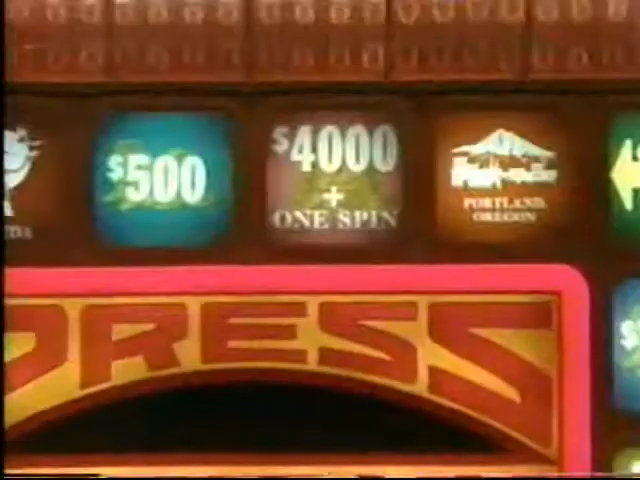 $500
$4000
+
ONE SPIN
PORTLAND
OREGON
PRESS
$